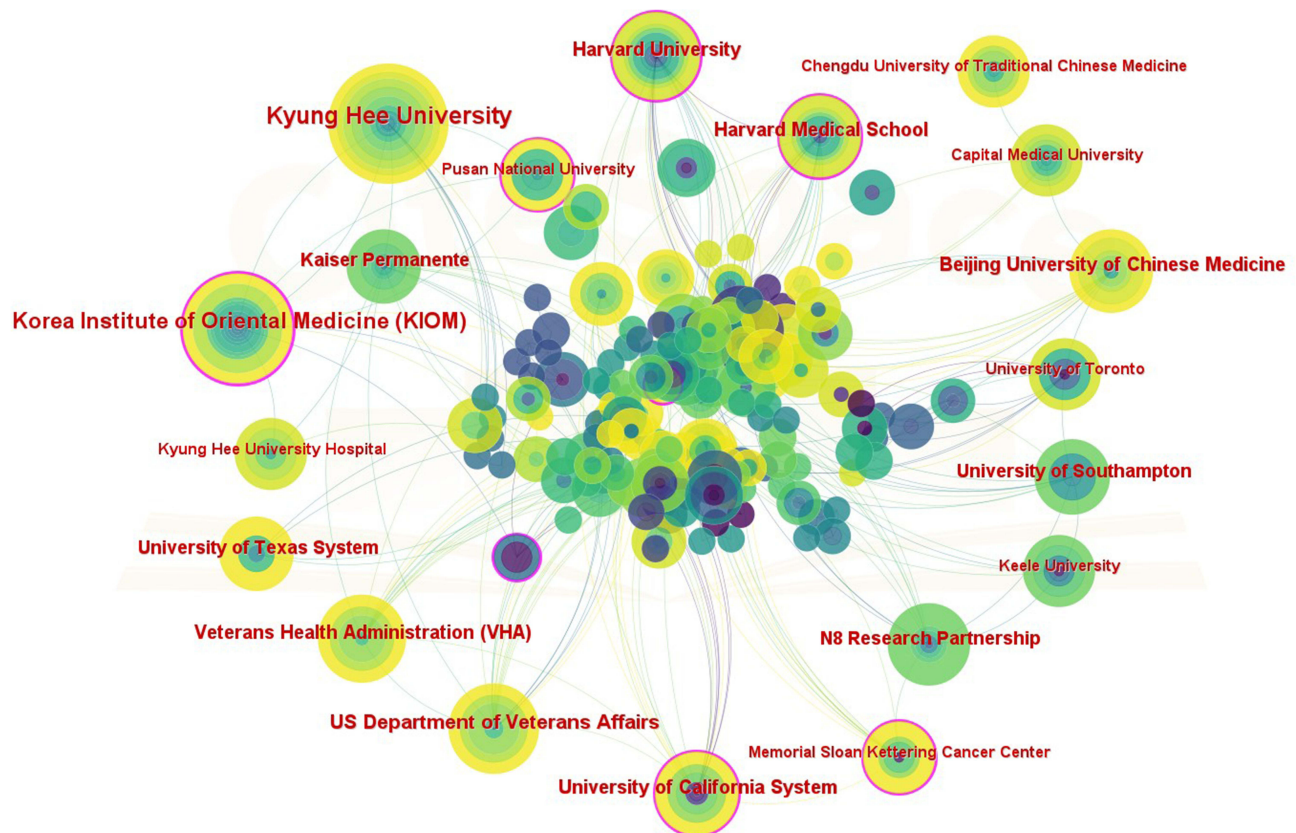 Harvard University
Chengdu University of Traditional Chinese Medicine
Kyung Hee University
Harvard Medical School
Capital Medical University
Pusan National University
Kaiser Permanente
Beijing University of Chinese Medicine
Korea Institute of Oriental Medicine (KIOM)
University of Toronto
Kyung Hee University Hospital
University of Southampton
University of Texas System
Keele University
Veterans Health Administration (VHA)
N8 Research Partnership
US Department of Veterans Affairs
Memorial Sloan Kettering Cancer Center
University of California System